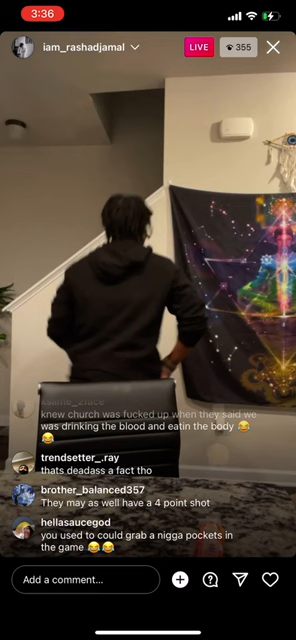 3:36
iam_rashadjamal
LIVE
355
knew church was fucked up when they said we
was drinking the blood and eatin the body 😂
😂
trendsetter_.ray
thats deadass a fact tho
brother_balanced357
They may as well have a 4 point shot
hellasaucegod
you used to could grab a nigga pockets in
the game 😂😂
Add a comment...